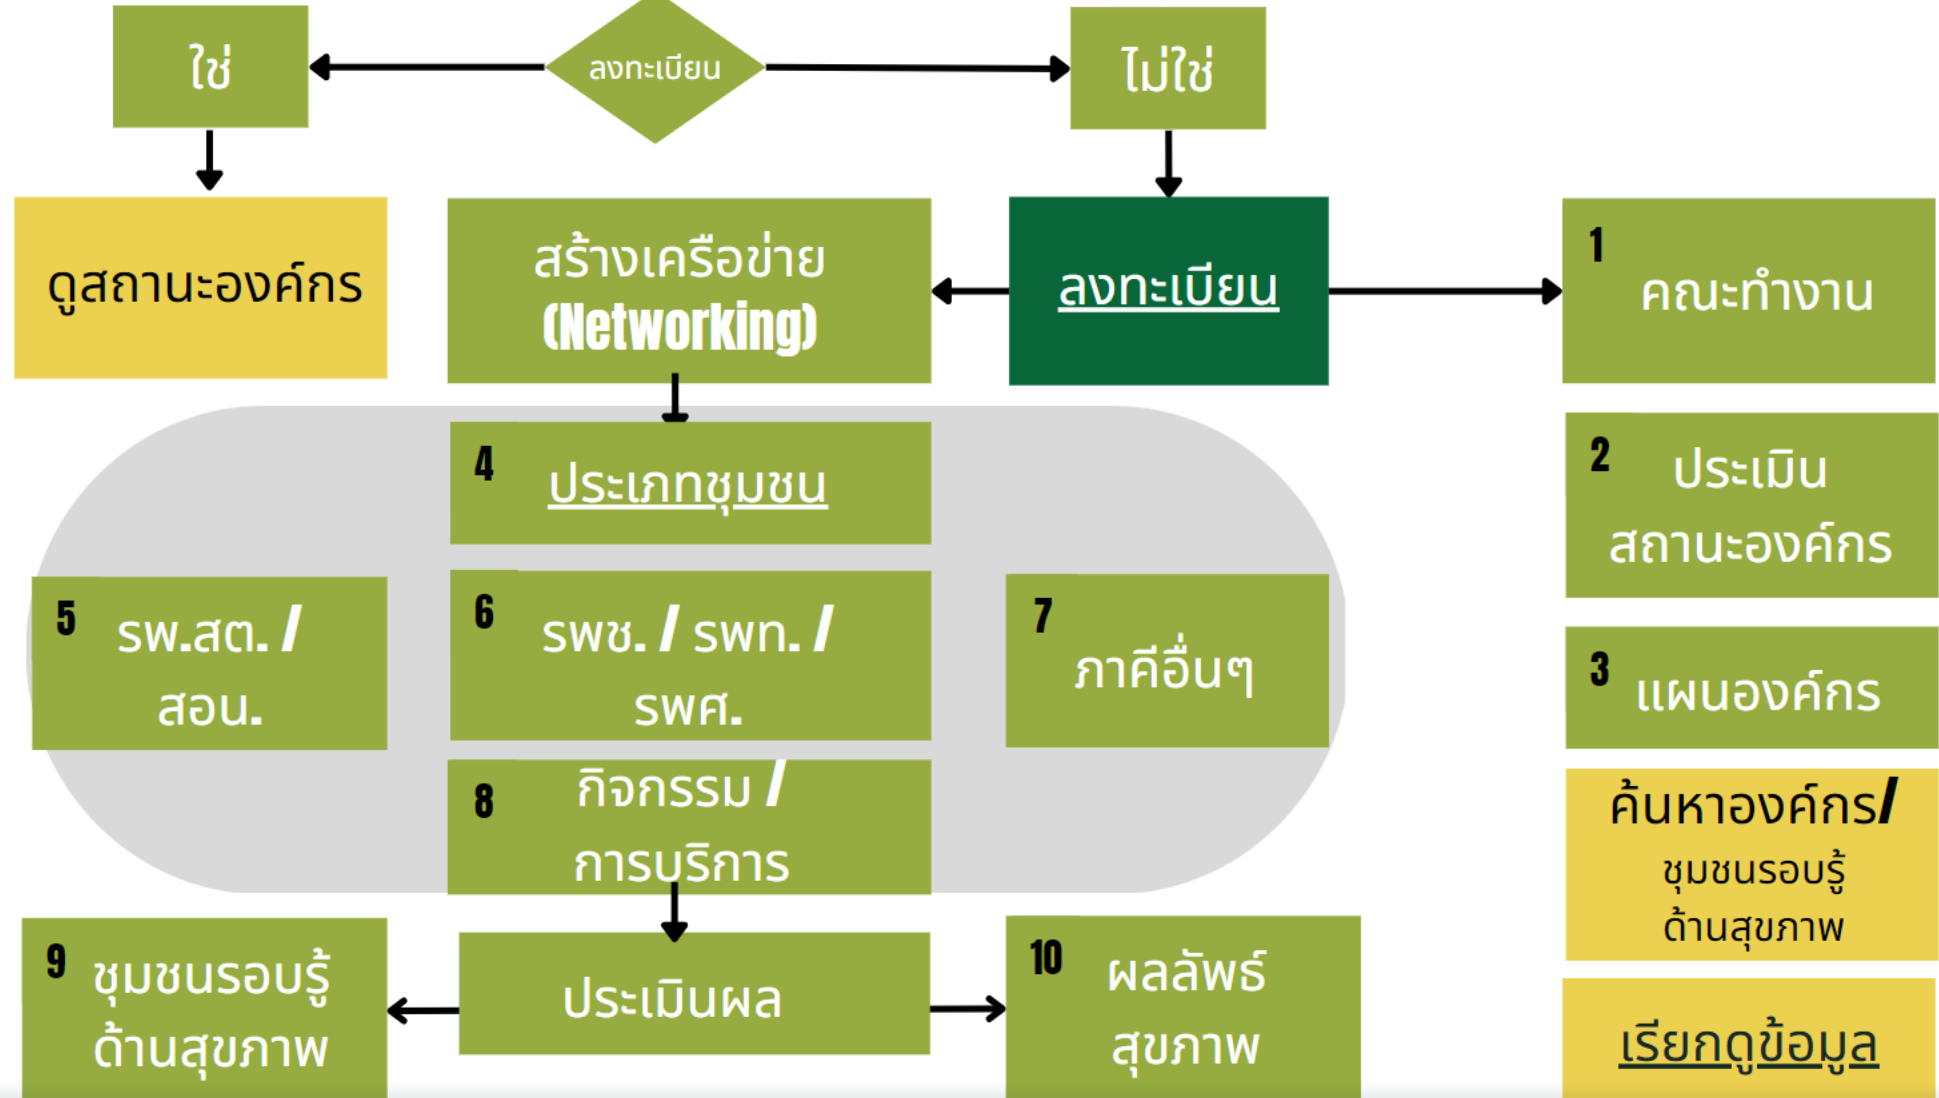 ใช่
ลงทะเบียน
ไม่ใช่
ดูสถานะองค์กร
สร้างเครือข่าย
(Networking)
ลงทะเบียน
1
คณะทำงาน
2
ประเมิน
สถานะองค์กร
3
แผนองค์กร
4
ประเภทชุมชน
5
รพ.สต. /
สอน.
6
รพช. / รพท. /
รพศ.
7
ภาคีอื่นๆ
8
กิจกรรม /
การบริการ
ค้นหาองค์กร/
ชุมชนรอบรู้
ด้านสุขภาพ
9
ชุมชนรอบรู้
ด้านสุขภาพ
ประเมินผล
10
ผลลัพธ์
สุขภาพ
เรียกดูข้อมูล